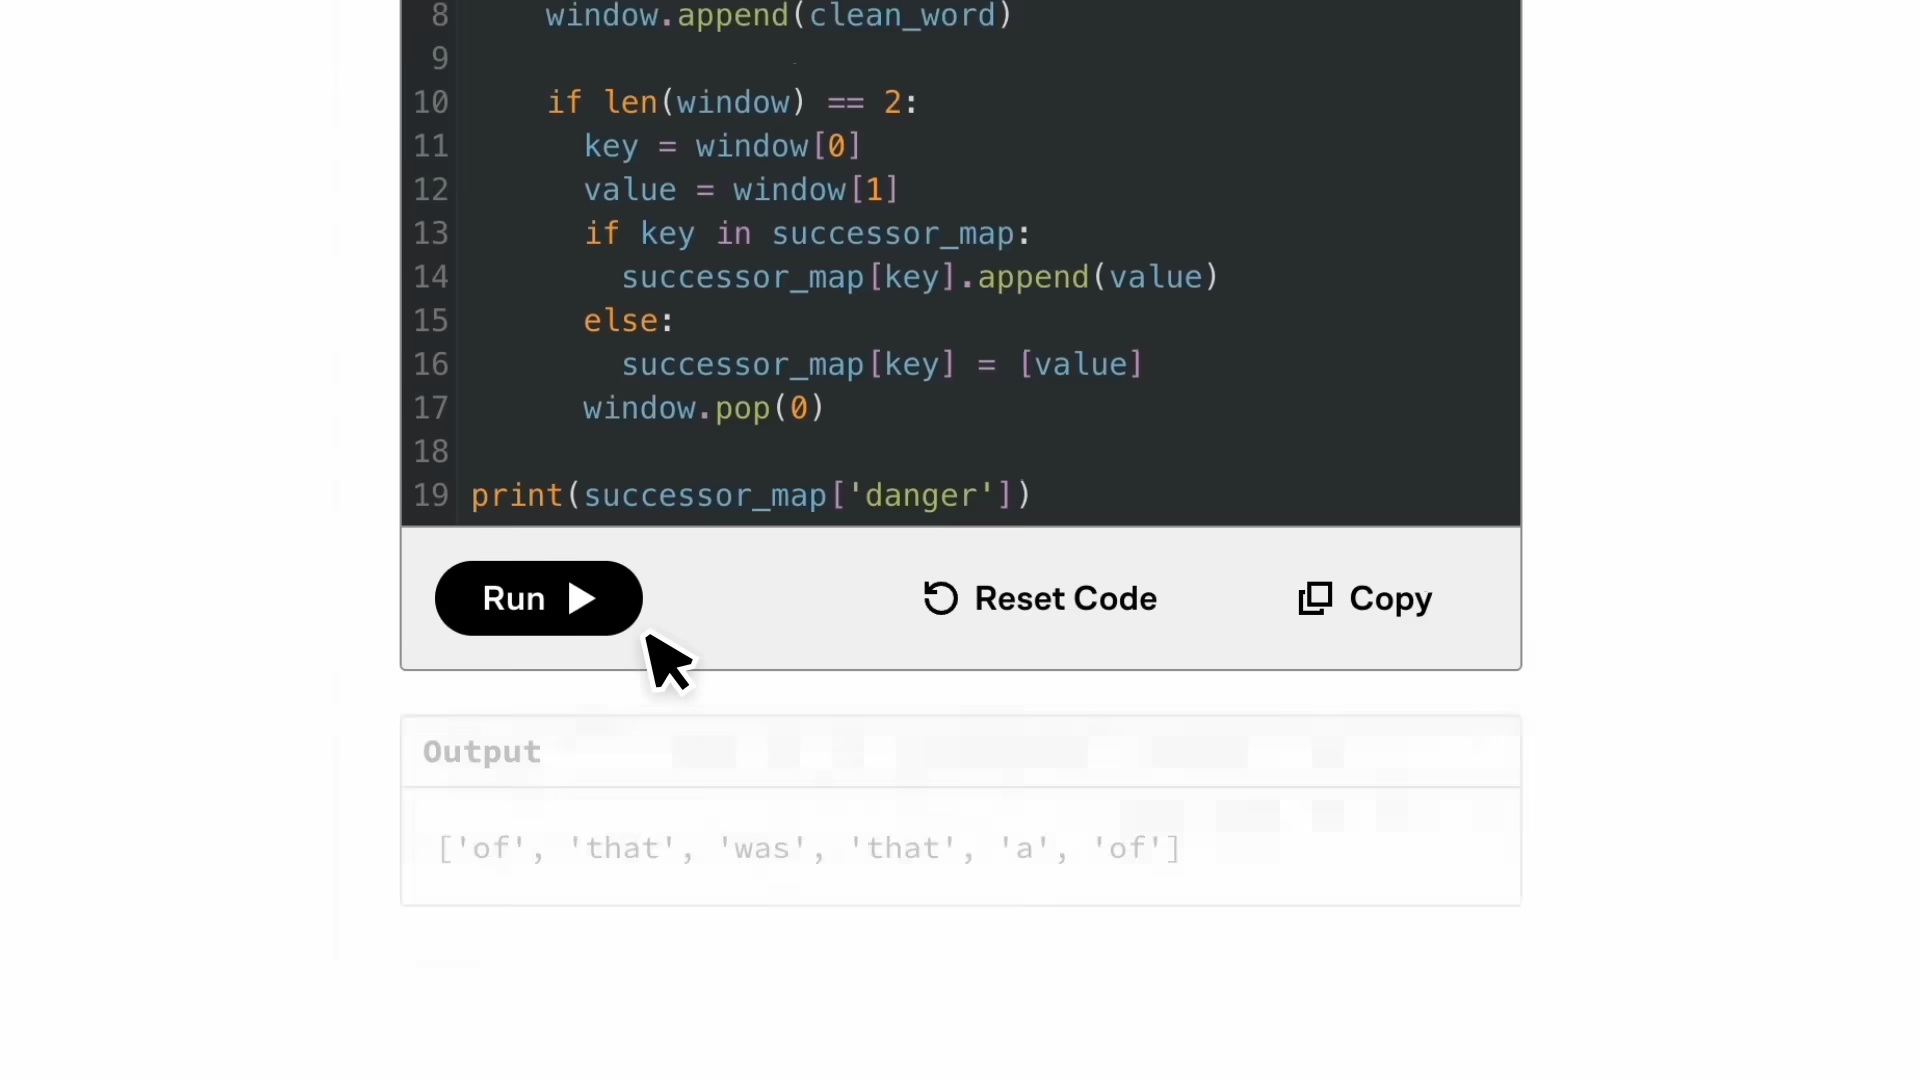 8 window.append(clean_word)
9
10 if len(window) == 2:
11 key = window[0]
12 value = window[1]
13 if key in successor_map:
14 successor_map[key].append(value)
15 else:
16 successor_map[key] = [value]
17 window.pop(0)
18
19 print(successor_map['danger'])
Run Reset Code Copy
Output
['of', 'that', 'was', 'that', 'a', 'of']